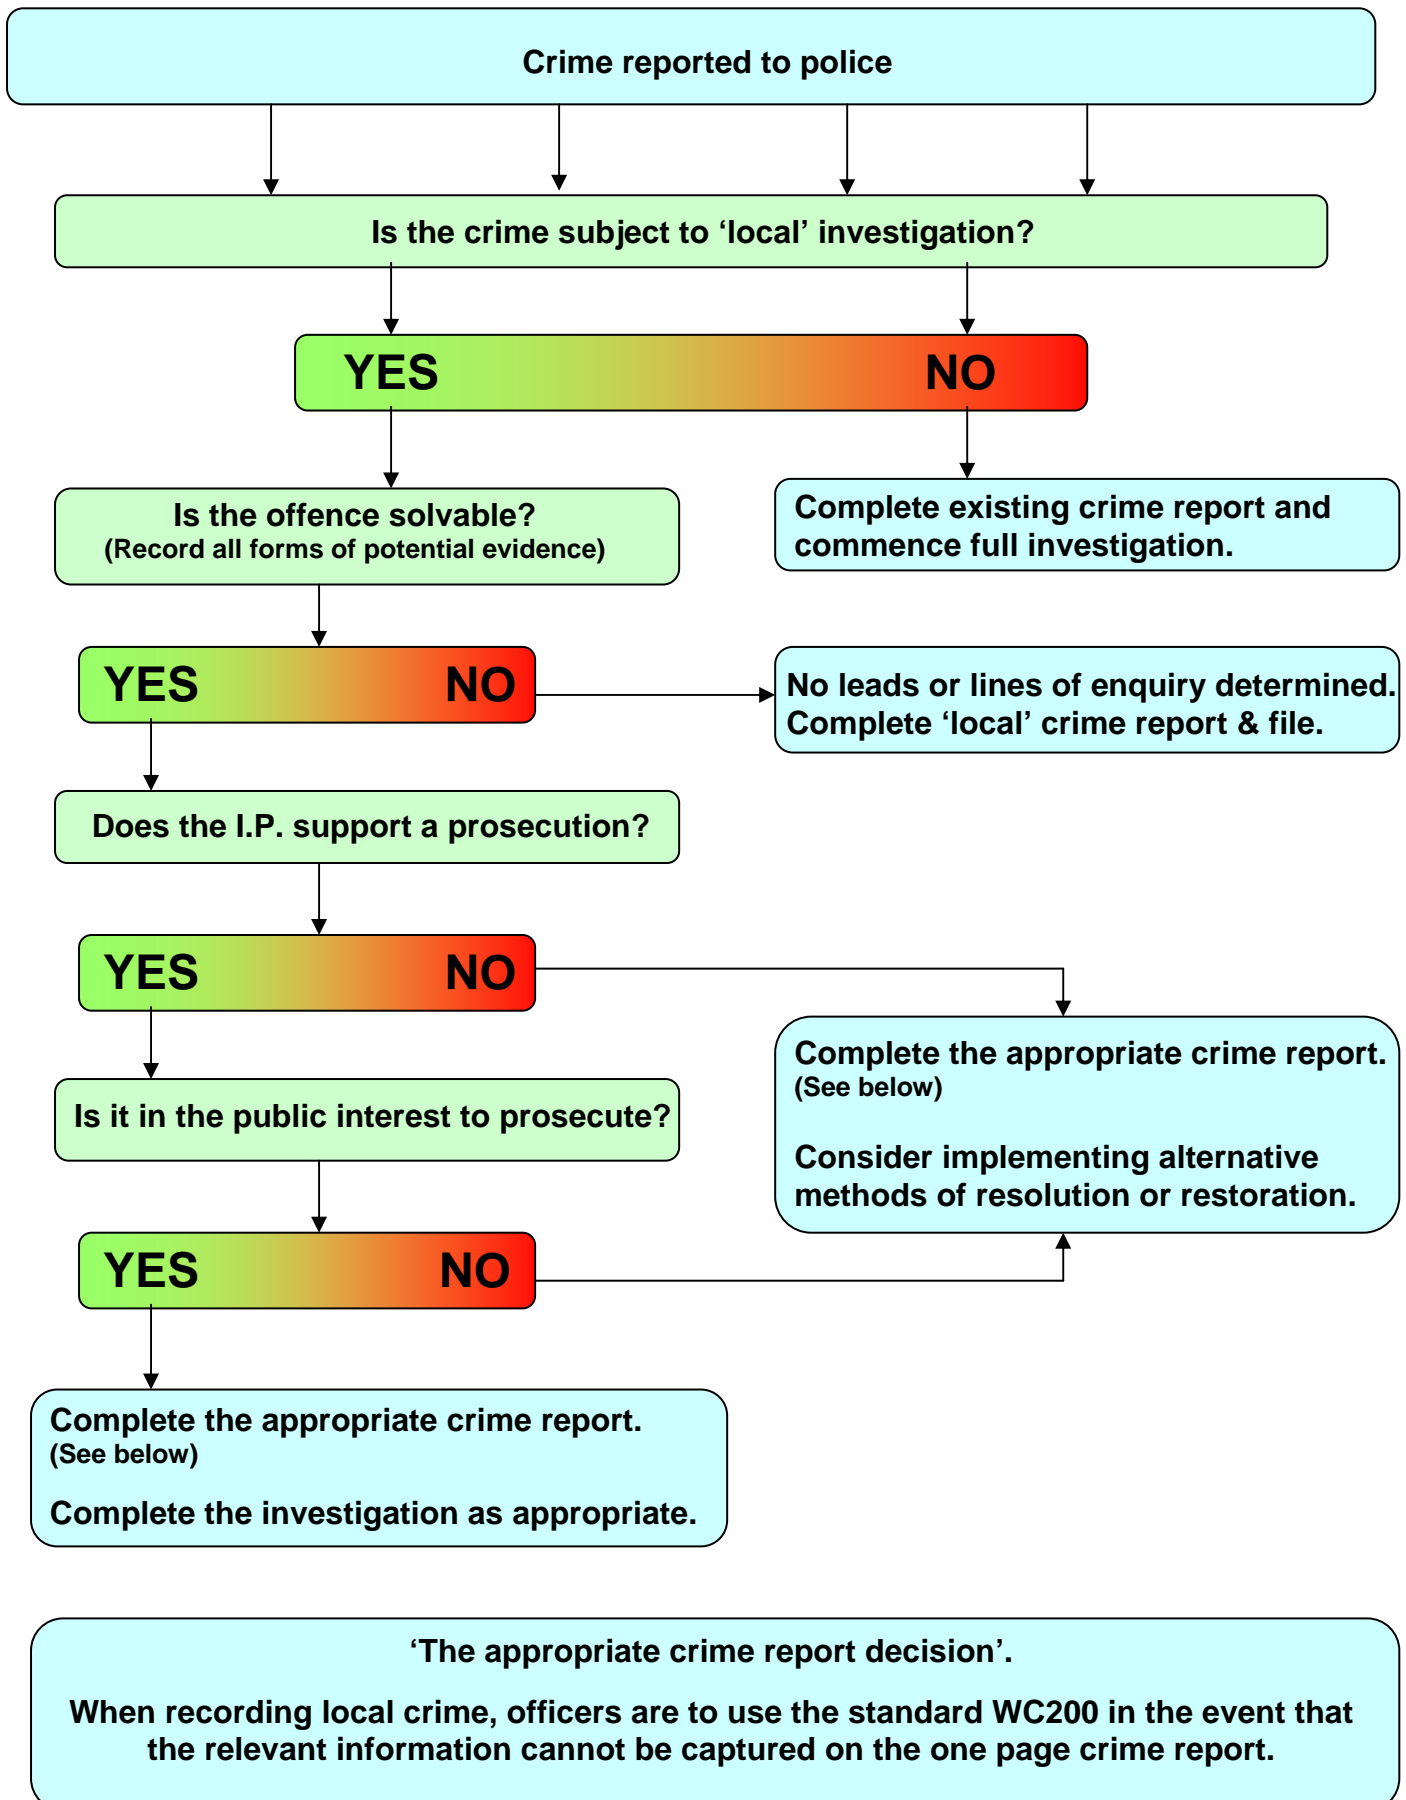 Crime reported to police
Is the crime subject to ‘local’ investigation?
YES NO
Is the offence solvable?
(Record all forms of potential evidence)
Complete existing crime report and
commence full investigation.
YES NO
No leads or lines of enquiry determined.
Complete ‘local’ crime report & file.
Does the I.P. support a prosecution?
YES NO
Complete the appropriate crime report.
(See below)
Consider implementing alternative
methods of resolution or restoration.
Is it in the public interest to prosecute?
YES NO
Complete the appropriate crime report.
(See below)
Complete the investigation as appropriate.
‘The appropriate crime report decision’.
When recording local crime, officers are to use the standard WC200 in the event that
the relevant information cannot be captured on the one page crime report.